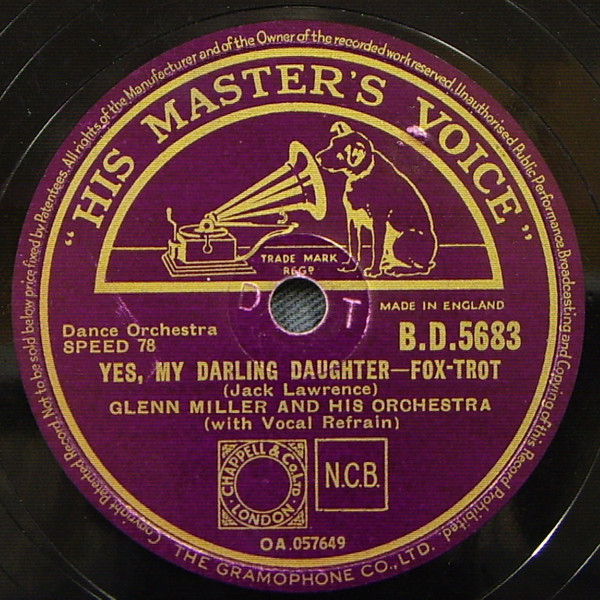 Copyright Patented Record. Not to be sold below price fixed by Patentees. All rights of the Manufacturer and of the Owner of the recorded work reserved. Unauthorised Public Performance, Broadcasting and Copying of this Record Prohibited.
"HIS MASTER'S VOICE"
TRADE MARK
REGD
D T
MADE IN ENGLAND
Dance Orchestra
SPEED 78
B.D.5683
YES, MY DARLING DAUGHTER—FOX-TROT
(Jack Lawrence)
GLENN MILLER AND HIS ORCHESTRA
(with Vocal Refrain)
CHAPPELL & Co LTD.
LONDON
N.C.B.
OA.057649
THE GRAMOPHONE CO., LTD.